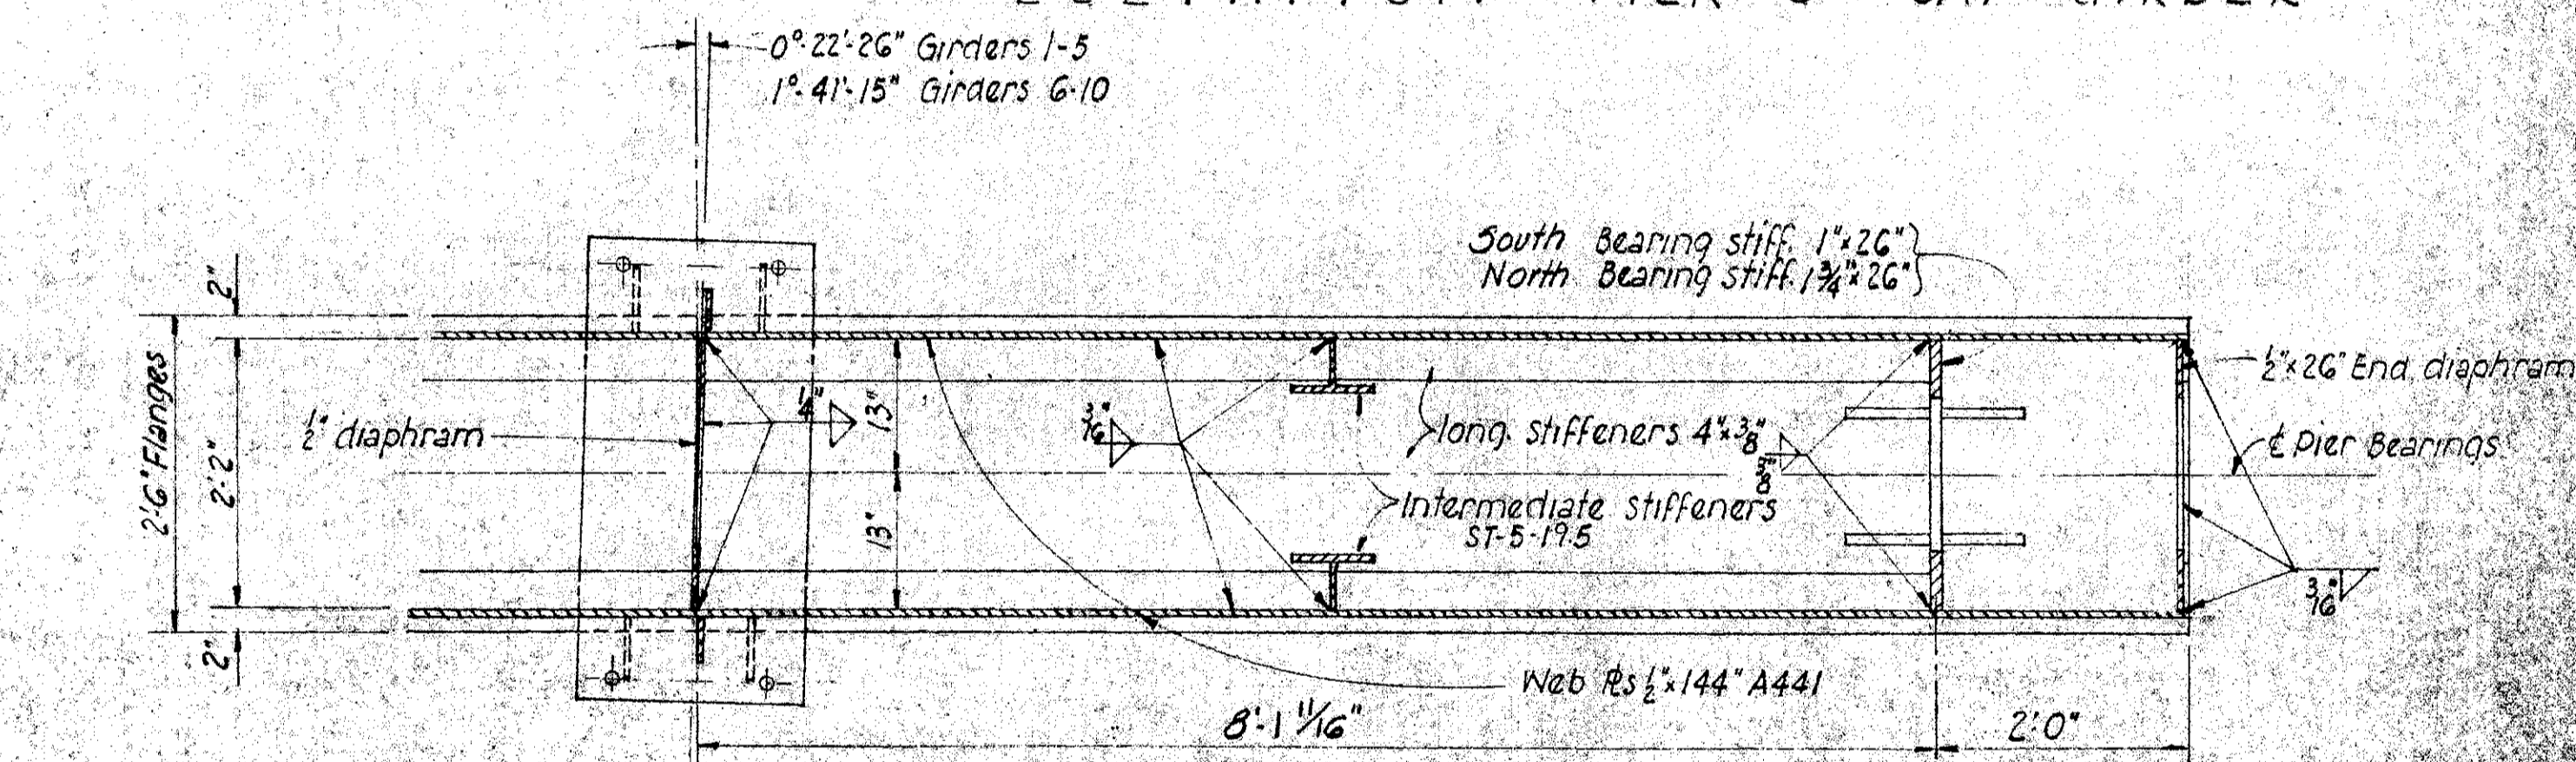 0°-22'-26" Girders 1-5
1°-41'-15" Girders 6-10
South Bearing stiff. 1"x26"
North Bearing stiff. 1 3/4"x26"
2"
2'-6" Flanges
2'-2"
2"
1/2" diaphram
1/4"
13"
13"
3/16"
long. stiffeners 4"x3/8"
3/8"
Intermediate stiffeners
ST-5-19.5
1/2"x26" End diaphram
℄ Pier Bearings
3/16"
Web ℞s 1/2"x144" A441
8'-1 11/16"
2'-0"